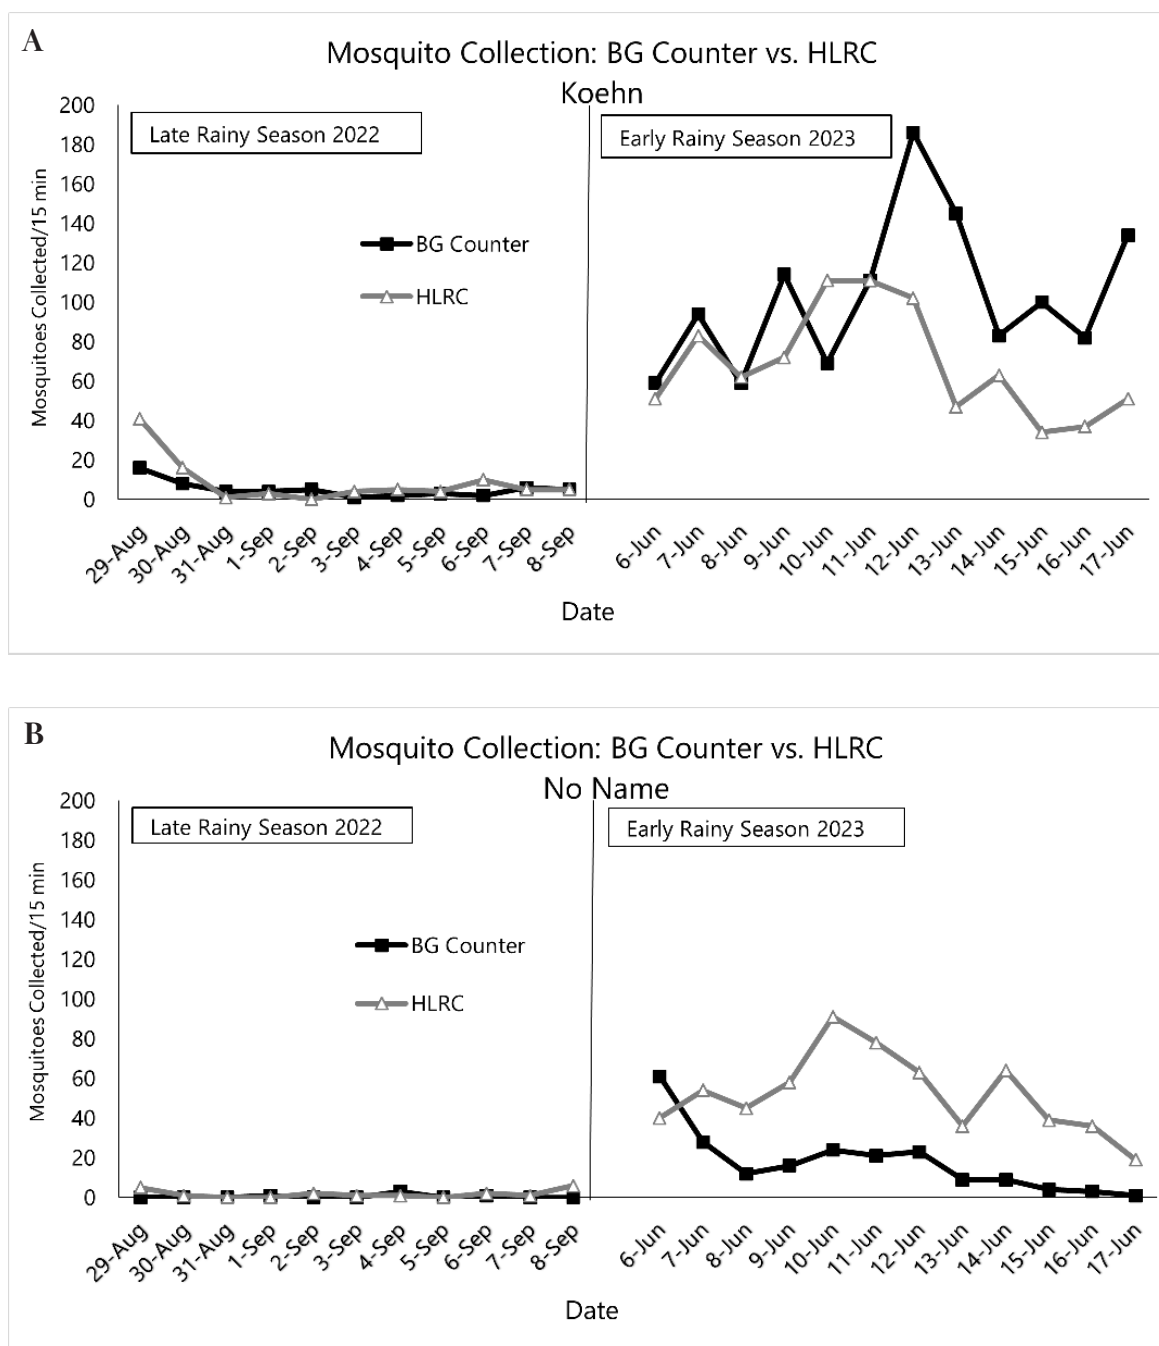 A
Mosquito Collection: BG Counter vs. HLRC
Koehn
Late Rainy Season 2022
Early Rainy Season 2023
Mosquitoes Collected/15 min
200
180
160
140
120
100
80
60
40
20
0
BG Counter
HLRC
29-Aug
30-Aug
31-Aug
1-Sep
2-Sep
3-Sep
4-Sep
5-Sep
6-Sep
7-Sep
8-Sep
6-Jun
7-Jun
8-Jun
9-Jun
10-Jun
11-Jun
12-Jun
13-Jun
14-Jun
15-Jun
16-Jun
17-Jun
Date
B
Mosquito Collection: BG Counter vs. HLRC
No Name
Late Rainy Season 2022
Early Rainy Season 2023
Mosquitoes Collected/15 min
200
180
160
140
120
100
80
60
40
20
0
BG Counter
HLRC
29-Aug
30-Aug
31-Aug
1-Sep
2-Sep
3-Sep
4-Sep
5-Sep
6-Sep
7-Sep
8-Sep
6-Jun
7-Jun
8-Jun
9-Jun
10-Jun
11-Jun
12-Jun
13-Jun
14-Jun
15-Jun
16-Jun
17-Jun
Date